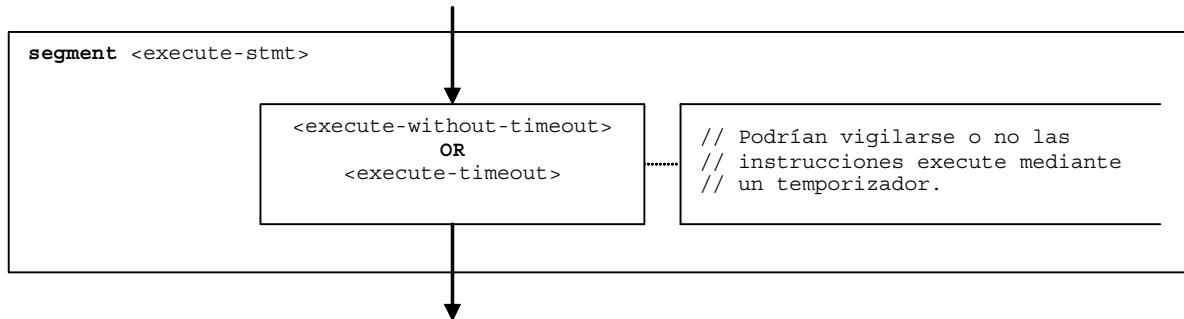 segment <execute-stmt>
<execute-without-timeout>
OR
<execute-timeout>
// Podrían vigilarse o no las
// instrucciones execute mediante
// un temporizador.